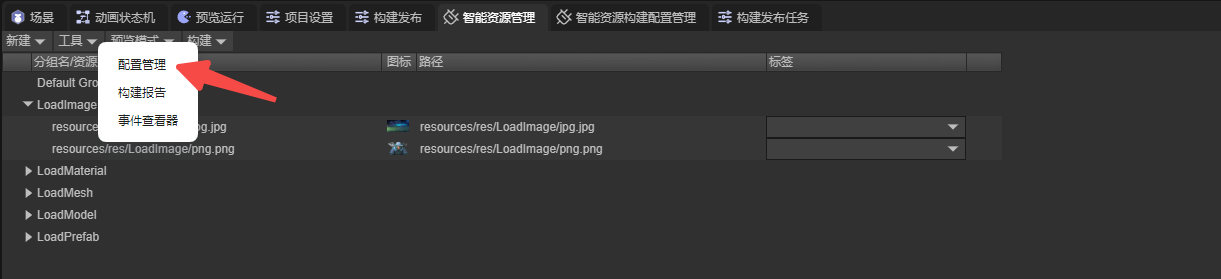 场景 动画状态机 预览运行 项目设置 构建发布 智能资源管理 智能资源构建配置管理 构建发布任务
新建 工具 预览模式 构建
分组名/资源 图标 路径 标签
配置管理
构建报告
事件查看器
Default Gro
LoadImage
resources/ pg.jpg resources/res/LoadImage/jpg.jpg
resources/res/LoadImage/png.png resources/res/LoadImage/png.png
LoadMaterial
LoadMesh
LoadModel
LoadPrefab